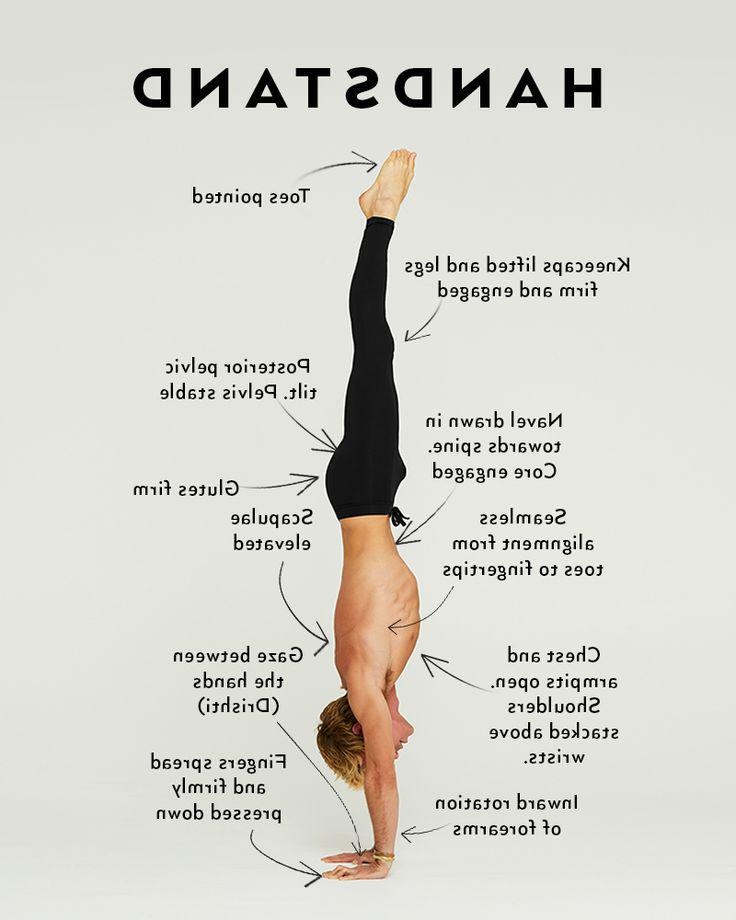 HANDSTAND
Toes pointed
Kneecaps lifted and legs
firm and engaged
Posterior pelvic
tilt. Pelvis stable
Navel drawn in
towards spine.
Core engaged
Glutes firm
Scapulae
elevated
Seamless
alignment from
toes to fingertips
Gaze between
the hands
(Drishti)
Chest and
armpits open.
Shoulders
stacked above
wrists.
Fingers spread
and firmly
pressed down
Inward rotation
of forearms